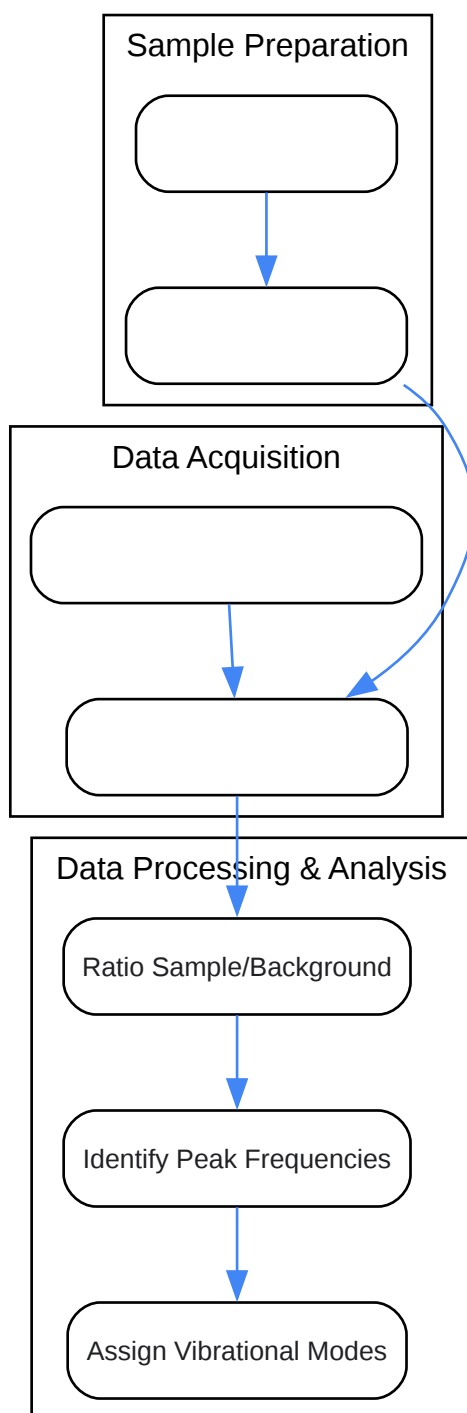 Sample Preparation
Data Acquisition
Data Processing & Analysis
Ratio Sample/Background
Identify Peak Frequencies
Assign Vibrational Modes